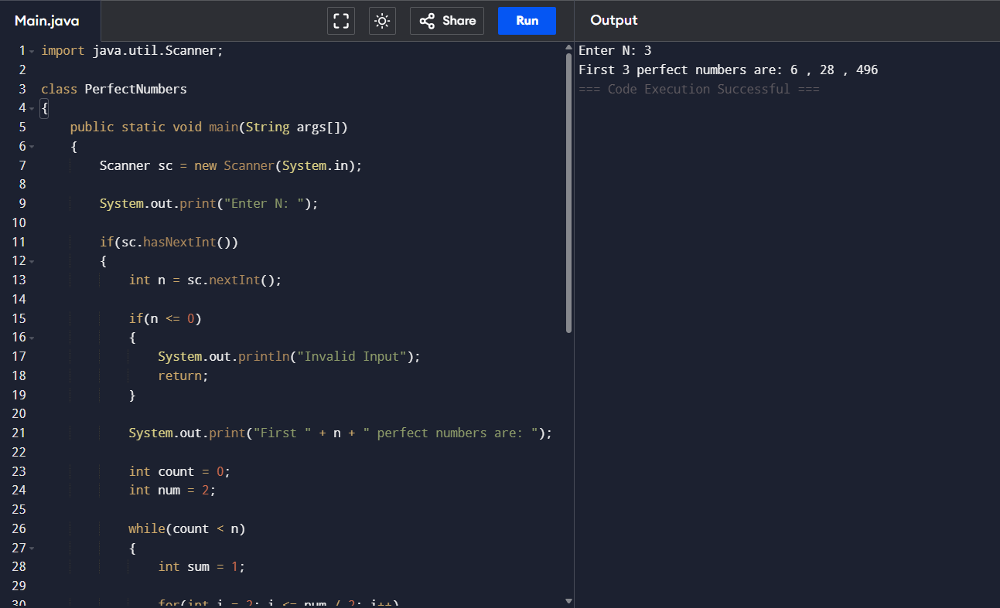 Main.java
Share
Run
Output
1 import java.util.Scanner;
2
3 class PerfectNumbers
4 {
5 public static void main(String args[])
6 {
7 Scanner sc = new Scanner(System.in);
8
9 System.out.print("Enter N: ");
10
11 if(sc.hasNextInt())
12 {
13 int n = sc.nextInt();
14
15 if(n <= 0)
16 {
17 System.out.println("Invalid Input");
18 return;
19 }
20
21 System.out.print("First " + n + " perfect numbers are: ");
22
23 int count = 0;
24 int num = 2;
25
26 while(count < n)
27 {
28 int sum = 1;
29
30 for(int i = 2; i <= num / 2; i++)
Enter N: 3
First 3 perfect numbers are: 6 , 28 , 496
=== Code Execution Successful ===